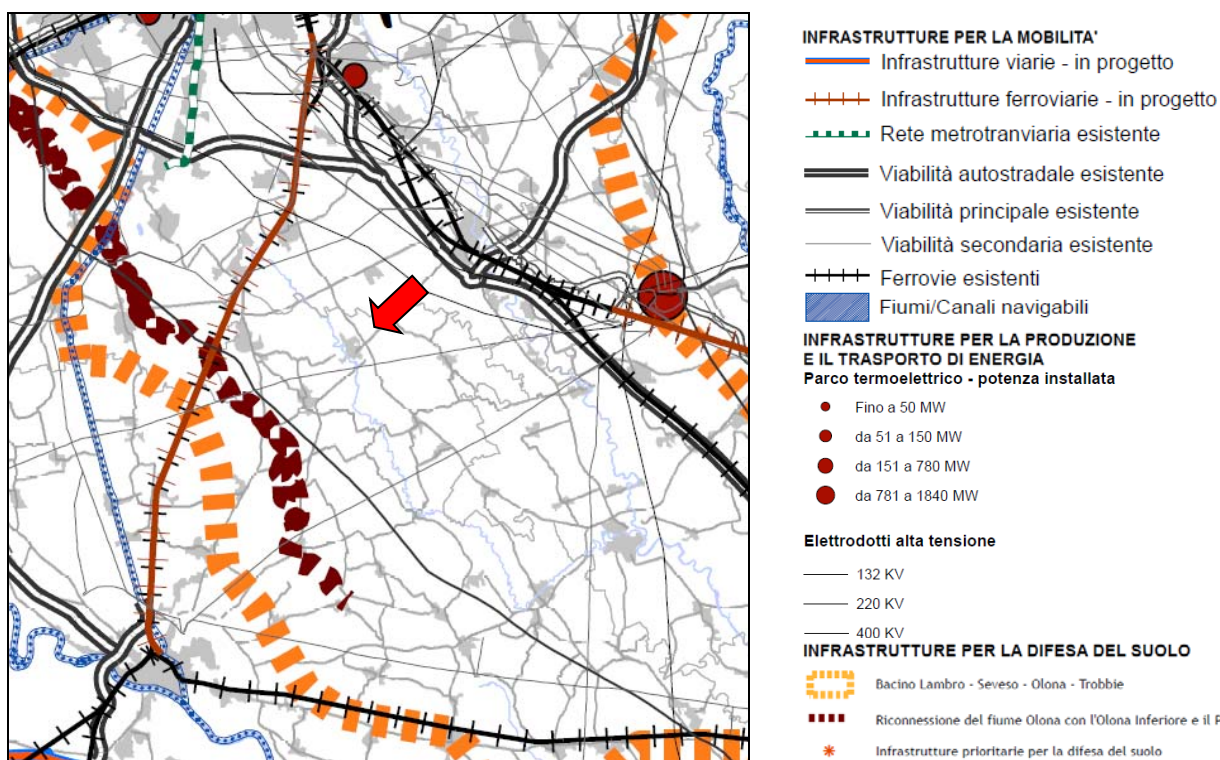 INFRASTRUTTURE PER LA MOBILITA'
Infrastrutture viarie - in progetto
Infrastrutture ferroviarie - in progetto
Rete metrotranviaria esistente
Viabilità autostradale esistente
Viabilità principale esistente
Viabilità secondaria esistente
Ferrovie esistenti
Fiumi/Canali navigabili
INFRASTRUTTURE PER LA PRODUZIONE
E IL TRASPORTO DI ENERGIA
Parco termoelettrico - potenza installata
Fino a 50 MW
da 51 a 150 MW
da 151 a 780 MW
da 781 a 1840 MW
Elettrodotti alta tensione
132 KV
220 KV
400 KV
INFRASTRUTTURE PER LA DIFESA DEL SUOLO
Bacino Lambro - Seveso - Olona - Trobbie
Riconnessione del fiume Olona con l'Olona Inferiore e il
Infrastrutture prioritarie per la difesa del suolo